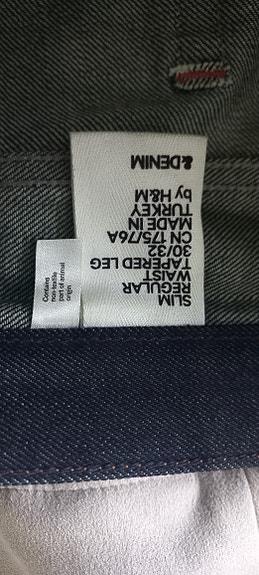 SLIM
REGULAR
WAIST
TAPERED LEG
30/32
CN 175/76A
MADE IN
TURKEY
by H&M
&DENIM
Contains
non-textile
part of animal
origin